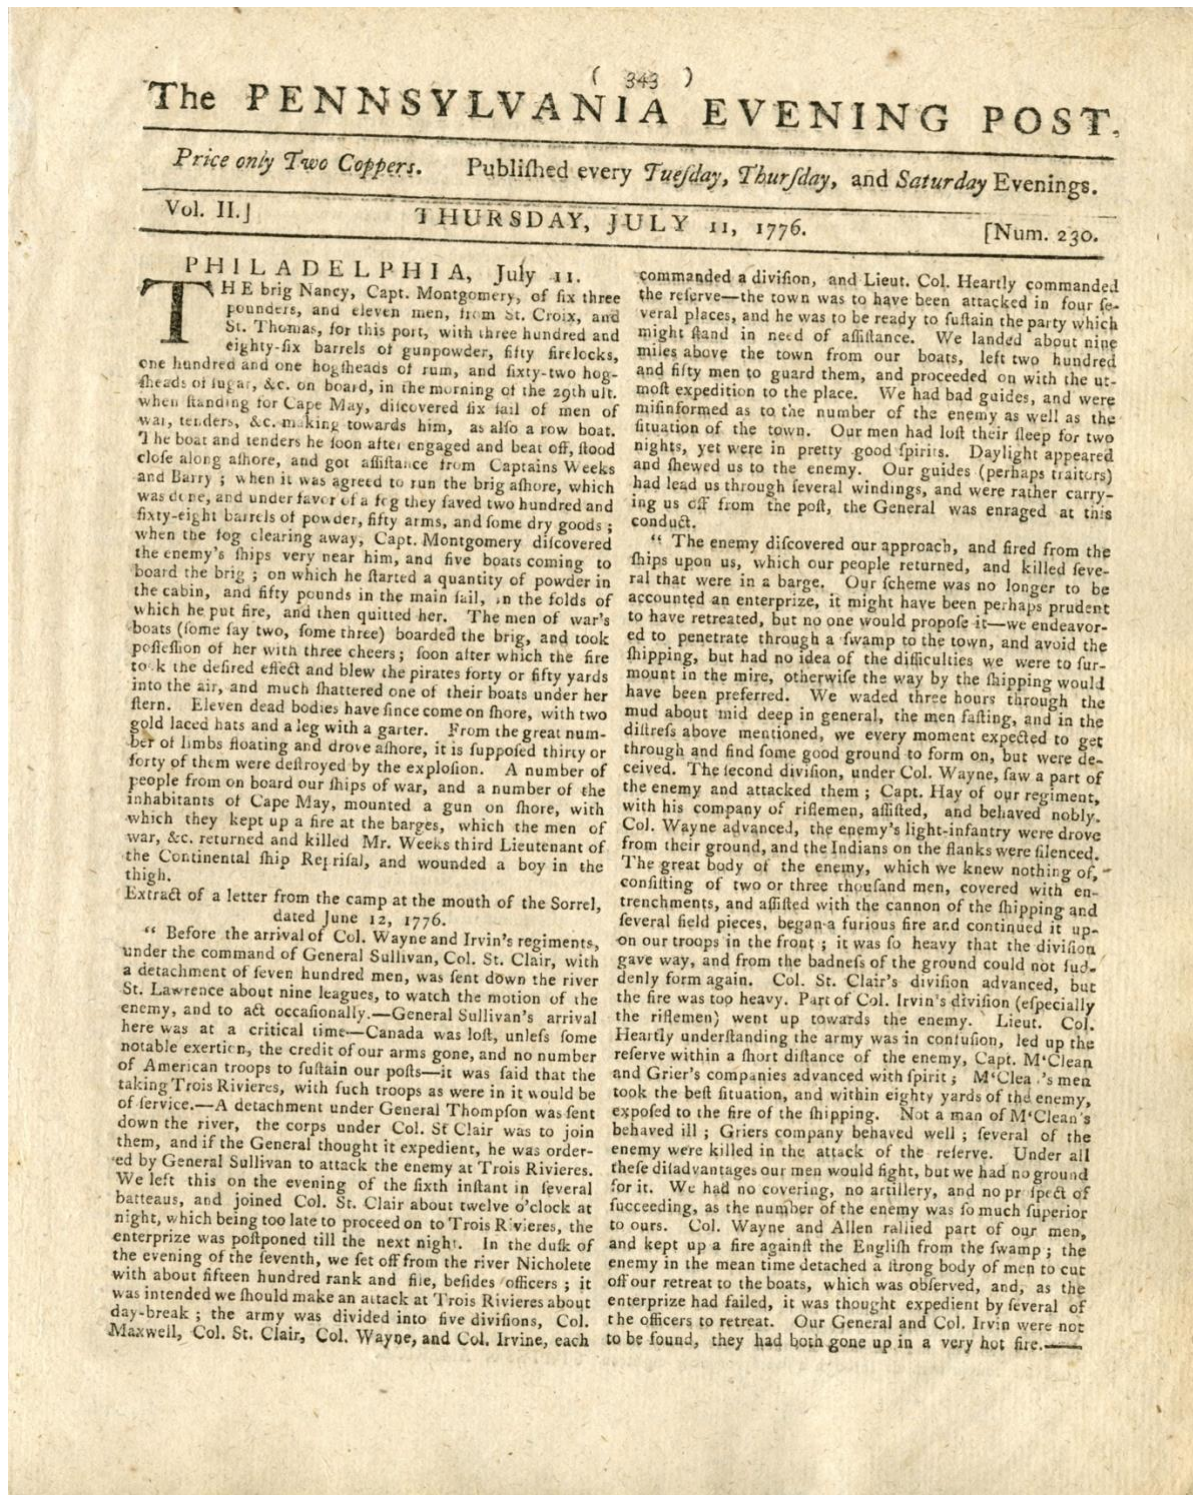 ( 343 )
The PENNSYLVANIA EVENING POST.
Price only Two Coppers. Publiſhed every Tueſday, Thurſday, and Saturday Evenings.
Vol. II.]
THURSDAY, JULY 11, 1776.
[Num. 230.
PHILADELPHIA, July 11.
THE brig Nancy, Capt. Montgomery, of ſix three
pounders, and eleven men, from St. Croix, and
St. Thomas, for this port, with three hundred and
eighty-ſix barrels of gunpowder, fifty firelocks,
one hundred and one hogſheads of rum, and ſixty-two hog-
ſheads of ſugar, &c. on board, in the morning of the 29th ult.
when ſtanding for Cape May, diſcovered ſix ſail of men of
war, tenders, &c. making towards him, as alſo a row boat.
The boat and tenders he ſoon after engaged and beat off, ſtood
cloſe along aſhore, and got aſſiſtance from Captains Weeks
and Barry ; when it was agreed to run the brig aſhore, which
was done, and under favor of a fog they ſaved two hundred and
ſixty-eight barrels of powder, fifty arms, and ſome dry goods ;
when the fog clearing away, Capt. Montgomery diſcovered
the enemy's ſhips very near him, and five boats coming to
board the brig ; on which he ſtarted a quantity of powder in
the cabin, and fifty pounds in the main ſail, in the folds of
which he put fire, and then quitted her. The men of war's
boats (ſome ſay two, ſome three) boarded the brig, and took
poſſeſſion of her with three cheers; ſoon after which the fire
took the deſired effect and blew the pirates forty or fifty yards
into the air, and much ſhattered one of their boats under her
ſtern. Eleven dead bodies have ſince come on ſhore, with two
gold laced hats and a leg with a garter. From the great num-
ber of limbs floating and drove aſhore, it is ſuppoſed thirty or
forty of them were deſtroyed by the exploſion. A number of
people from on board our ſhips of war, and a number of the
inhabitants of Cape May, mounted a gun on ſhore, with
which they kept up a fire at the barges, which the men of
war, &c. returned and killed Mr. Weeks third Lieutenant of
the Continental ſhip Repriſal, and wounded a boy in the
thigh.
Extract of a letter from the camp at the mouth of the Sorrel,
dated June 12, 1776.
“ Before the arrival of Col. Wayne and Irvin's regiments,
under the command of General Sullivan, Col. St. Clair, with
a detachment of ſeven hundred men, was ſent down the river
St. Lawrence about nine leagues, to watch the motion of the
enemy, and to act occaſionally.—General Sullivan's arrival
here was at a critical time—Canada was loſt, unleſs ſome
notable exertion, the credit of our arms gone, and no number
of American troops to ſuſtain our poſts—it was ſaid that the
taking Trois Rivieres, with ſuch troops as were in it would be
of ſervice.—A detachment under General Thompſon was ſent
down the river, the corps under Col. St Clair was to join
them, and if the General thought it expedient, he was order-
ed by General Sullivan to attack the enemy at Trois Rivieres.
We left this on the evening of the ſixth inſtant in ſeveral
batteaus, and joined Col. St. Clair about twelve o'clock at
night, which being too late to proceed on to Trois Rivieres, the
enterprize was poſtponed till the next night. In the duſk of
the evening of the ſeventh, we ſet off from the river Nicholete
with about fifteen hundred rank and file, beſides officers ; it
was intended we ſhould make an attack at Trois Rivieres about
day-break ; the army was divided into five diviſions, Col.
Maxwell, Col. St. Clair, Col. Wayne, and Col. Irvine, each
commanded a diviſion, and Lieut. Col. Heartly commanded
the reſerve—the town was to have been attacked in four ſe-
veral places, and he was to be ready to ſuſtain the party which
might ſtand in need of aſſiſtance. We landed about nine
miles above the town from our boats, left two hundred
and fifty men to guard them, and proceeded on with the ut-
moſt expedition to the place. We had bad guides, and were
miſinformed as to the number of the enemy as well as the
ſituation of the town. Our men had loſt their ſleep for two
nights, yet were in pretty good ſpirits. Daylight appeared
and ſhewed us to the enemy. Our guides (perhaps traitors)
had lead us through ſeveral windings, and were rather carry-
ing us off from the poſt, the General was enraged at this
conduct.
“ The enemy diſcovered our approach, and fired from the
ſhips upon us, which our people returned, and killed ſeve-
ral that were in a barge. Our ſcheme was no longer to be
accounted an enterprize, it might have been perhaps prudent
to have retreated, but no one would propoſe it—we endeavor-
ed to penetrate through a ſwamp to the town, and avoid the
ſhipping, but had no idea of the difficulties we were to ſur-
mount in the mire, otherwiſe the way by the ſhipping would
have been preferred. We waded three hours through the
mud about mid deep in general, the men faſting, and in the
diſtreſs above mentioned, we every moment expected to get
through and find ſome good ground to form on, but were de-
ceived. The ſecond diviſion, under Col. Wayne, ſaw a part of
the enemy and attacked them ; Capt. Hay of our regiment,
with his company of riflemen, aſſiſted, and behaved nobly.
Col. Wayne advanced, the enemy's light-infantry were drove
from their ground, and the Indians on the flanks were ſilenced.
The great body of the enemy, which we knew nothing of,
conſiſting of two or three thouſand men, covered with en-
trenchments, and aſſiſted with the cannon of the ſhipping and
ſeveral field pieces, began a furious fire and continued it up-
on our troops in the front ; it was ſo heavy that the diviſion
gave way, and from the badneſs of the ground could not ſud-
denly form again. Col. St. Clair's diviſion advanced, but
the fire was too heavy. Part of Col. Irvin's diviſion (eſpecially
the riflemen) went up towards the enemy. Lieut. Col.
Heartly underſtanding the army was in confuſion, led up the
reſerve within a ſhort diſtance of the enemy, Capt. M‘Clean
and Grier's companies advanced with ſpirit ; M‘Clea .'s men
took the beſt ſituation, and within eighty yards of the enemy,
expoſed to the fire of the ſhipping. Not a man of M‘Clean's
behaved ill ; Griers company behaved well ; ſeveral of the
enemy were killed in the attack of the reſerve. Under all
theſe diſadvantages our men would fight, but we had no ground
for it. We had no covering, no artillery, and no proſpect of
ſucceeding, as the number of the enemy was ſo much ſuperior
to ours. Col. Wayne and Allen rallied part of our men,
and kept up a fire againſt the Engliſh from the ſwamp ; the
enemy in the mean time detached a ſtrong body of men to cut
off our retreat to the boats, which was obſerved, and, as the
enterprize had failed, it was thought expedient by ſeveral of
the officers to retreat. Our General and Col. Irvin were not
to be found, they had both gone up in a very hot fire.——